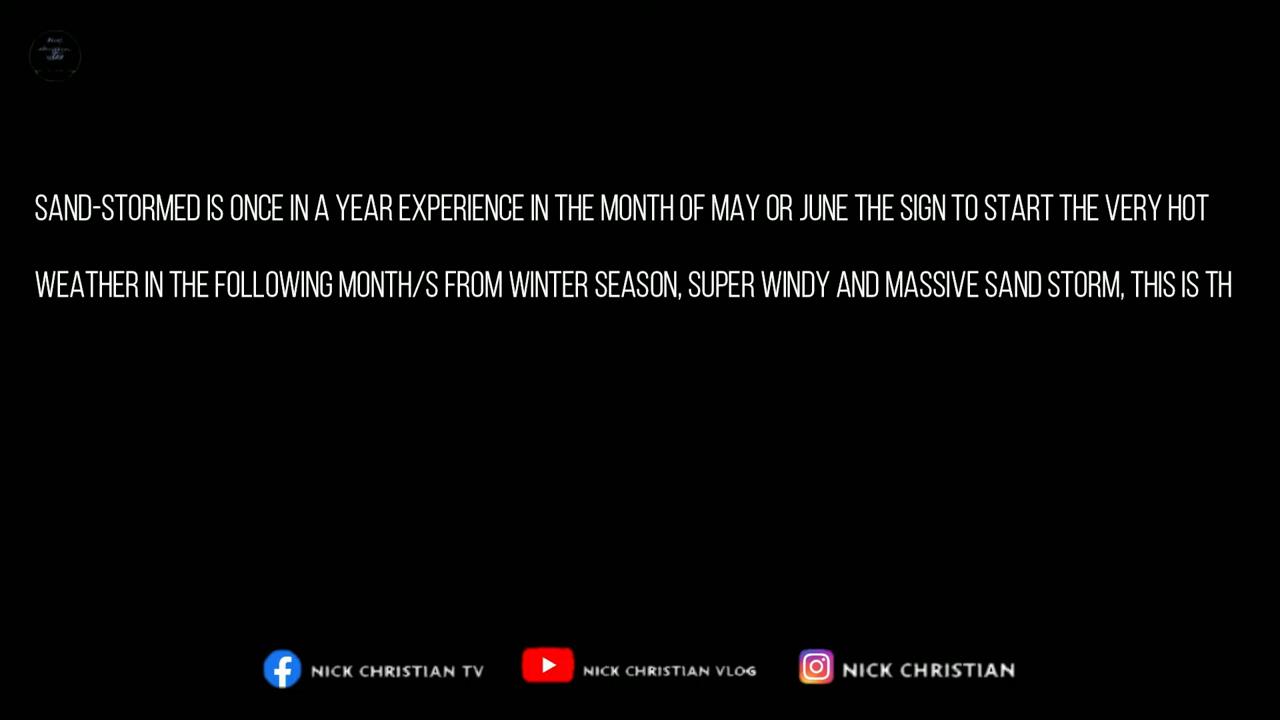 SAND-STORMED IS ONCE IN A YEAR EXPERIENCE IN THE MONTH OF MAY OR JUNE THE SIGN TO START THE VERY HOT
WEATHER IN THE FOLLOWING MONTH/S FROM WINTER SEASON, SUPER WINDY AND MASSIVE SAND STORM, THIS IS TH
NICK CHRISTIAN TV
NICK CHRISTIAN VLOG
NICK CHRISTIAN